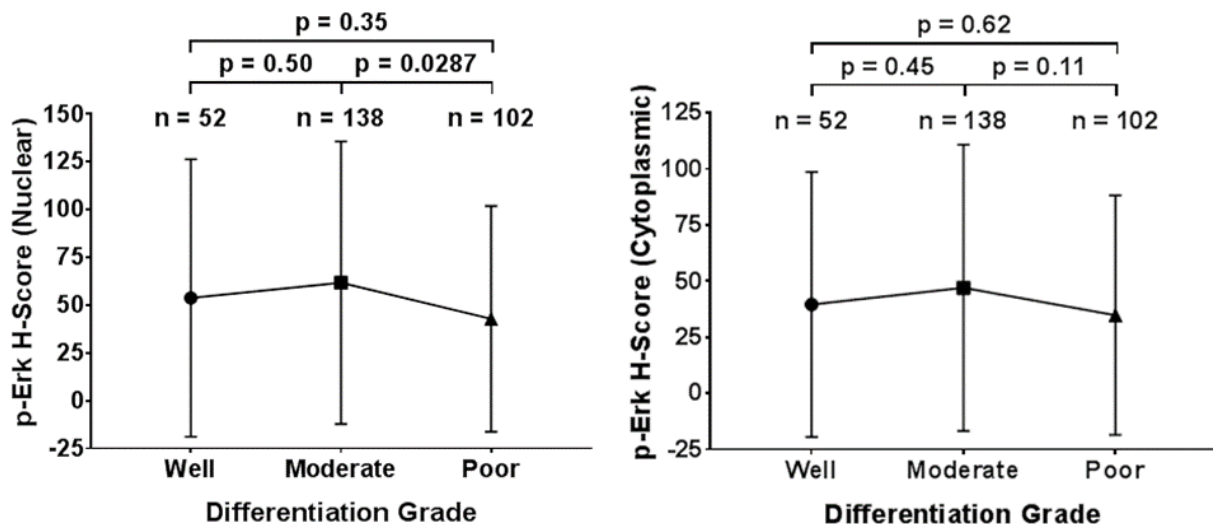 p = 0.35
p = 0.50 p = 0.0287
n = 52 n = 138 n = 102
150
125
100
75
50
25
0
-25
p-Erk H-Score (Nuclear)
Well Moderate Poor
Differentiation Grade
p = 0.62
p = 0.45 p = 0.11
n = 52 n = 138 n = 102
125
100
75
50
25
0
-25
p-Erk H-Score (Cytoplasmic)
Well Moderate Poor
Differentiation Grade